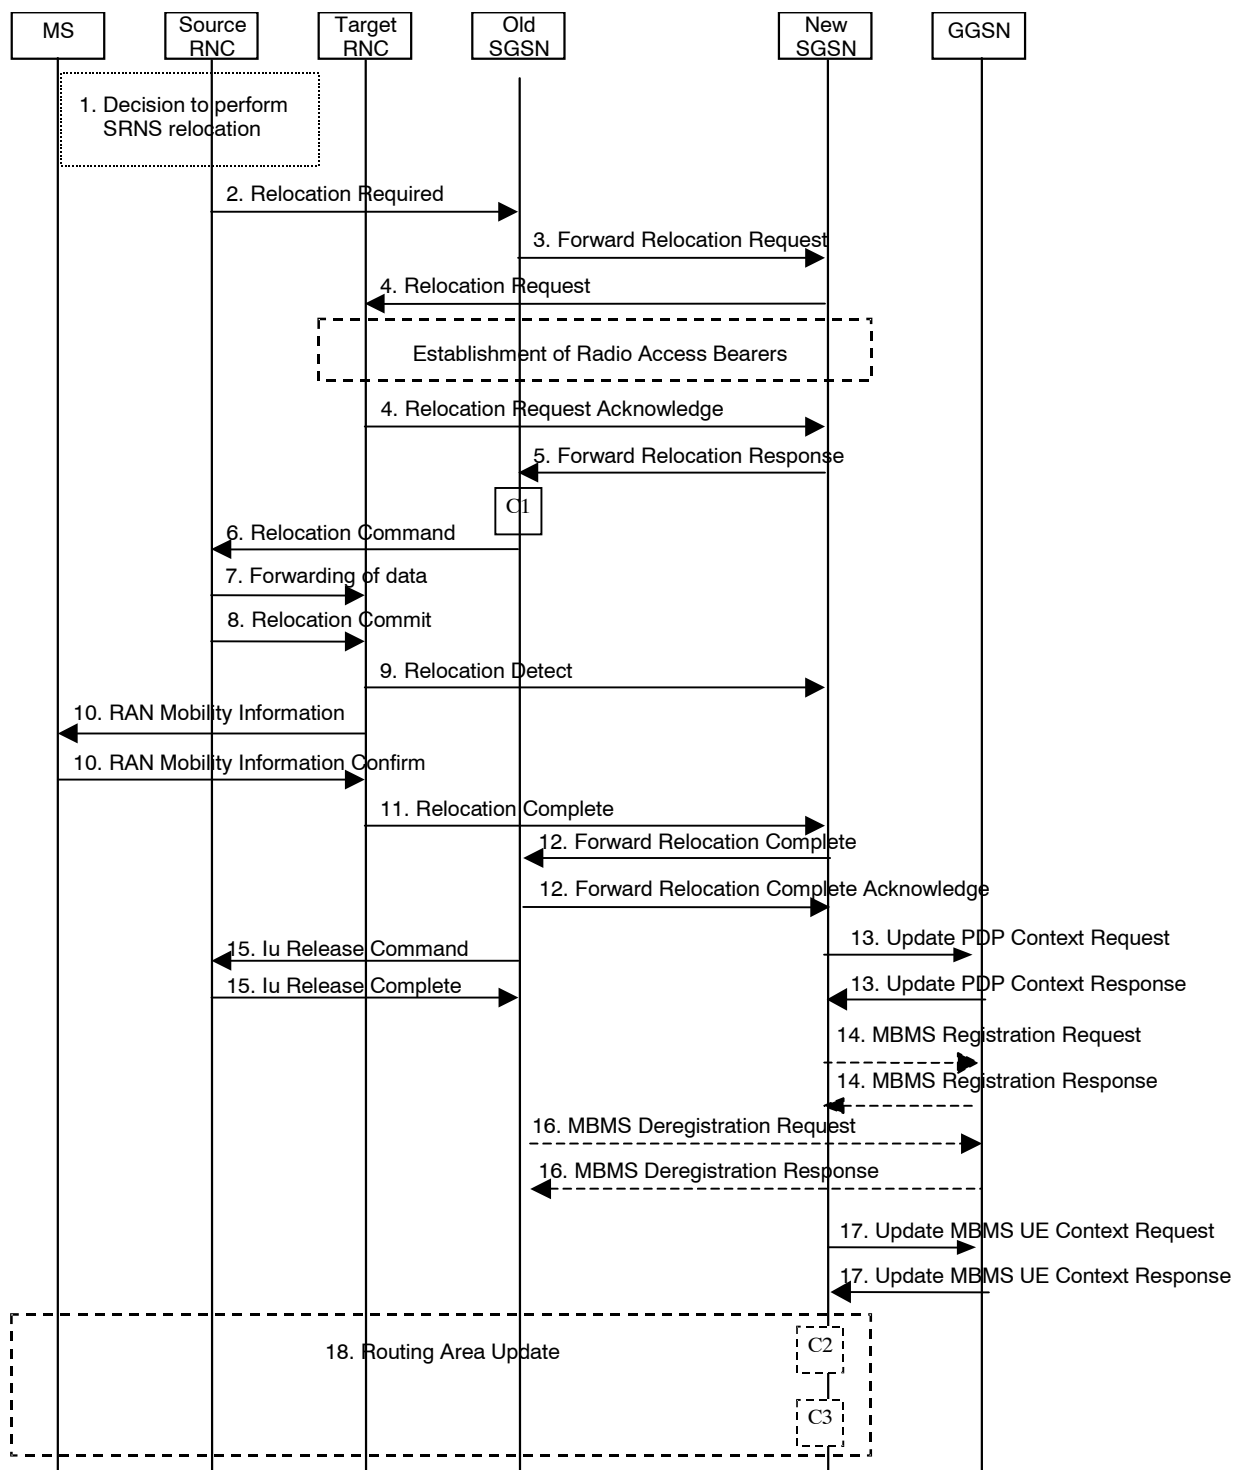 MS
Source
RNC
Target
RNC
Old
SGSN
New
SGSN
GGSN
1. Decision to perform
SRNS relocation
2. Relocation Required
3. Forward Relocation Request
4. Relocation Request
Establishment of Radio Access Bearers
4. Relocation Request Acknowledge
5. Forward Relocation Response
C1
6. Relocation Command
7. Forwarding of data
8. Relocation Commit
9. Relocation Detect
10. RAN Mobility Information
10. RAN Mobility Information Confirm
11. Relocation Complete
12. Forward Relocation Complete
12. Forward Relocation Complete Acknowledge
13. Update PDP Context Request
15. Iu Release Command
13. Update PDP Context Response
15. Iu Release Complete
14. MBMS Registration Request
14. MBMS Registration Response
16. MBMS Deregistration Request
16. MBMS Deregistration Response
17. Update MBMS UE Context Request
17. Update MBMS UE Context Response
18. Routing Area Update
C2
C3